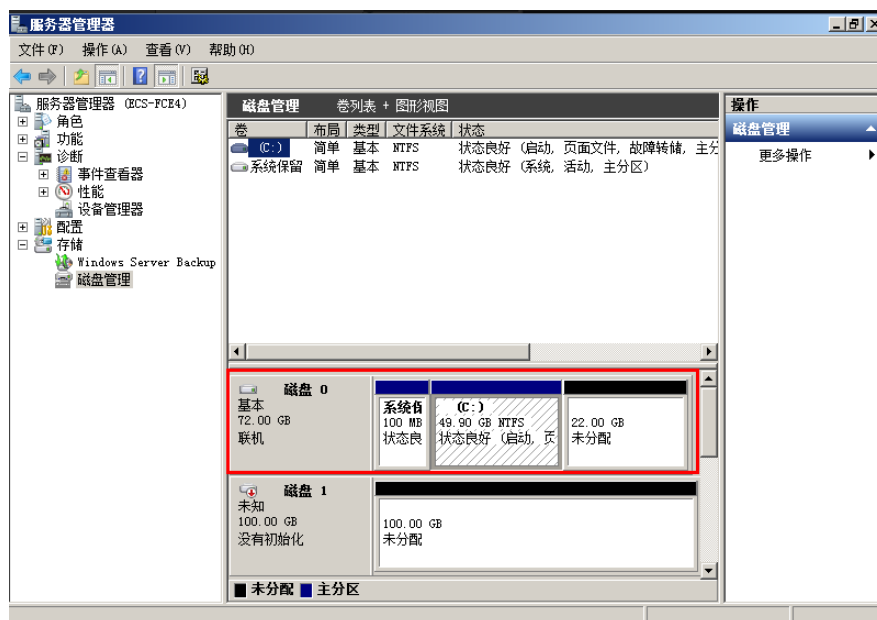 服务器管理器
文件(F) 操作(A) 查看(V) 帮助(H)
服务器管理器 (ECS-FCE4)
角色
功能
诊断
事件查看器
性能
设备管理器
配置
存储
Windows Server Backup
磁盘管理
磁盘管理 卷列表 + 图形视图
卷 布局 类型 文件系统 状态
(C:) 简单 基本 NTFS 状态良好 (启动, 页面文件, 故障转储, 主分
系统保留 简单 基本 NTFS 状态良好 (系统, 活动, 主分区)
磁盘 0
基本
72.00 GB
联机
系统保
100 MB
状态良
(C:)
49.90 GB NTFS
状态良好 (启动, 页
22.00 GB
未分配
磁盘 1
未知
100.00 GB
没有初始化
100.00 GB
未分配
未分配 主分区
操作
磁盘管理
更多操作